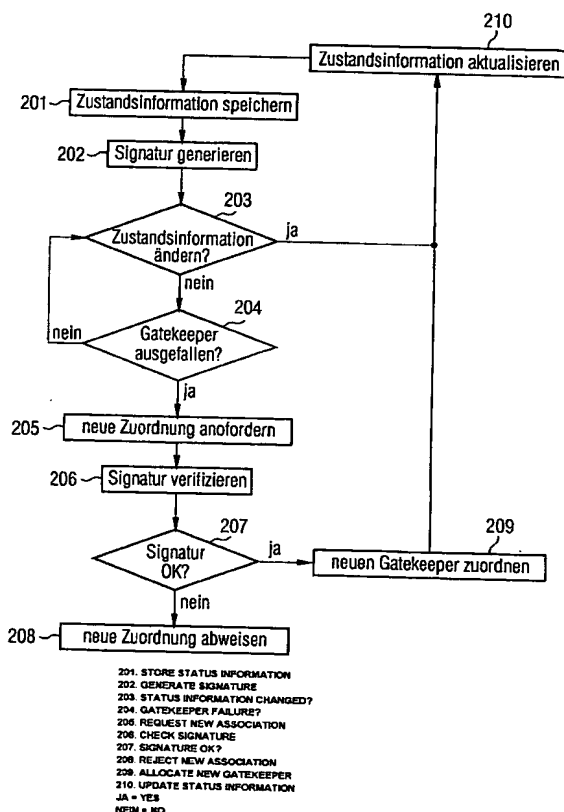 210
Zustandsinformation aktualisieren
201
Zustandsinformation speichern
202
Signatur generieren
203
Zustandsinformation
ändern?
ja
nein
204
nein
Gatekeeper
ausgefallen?
ja
205
neue Zuordnung anofordern
206
Signatur verifizieren
207
Signatur
OK?
ja
209
neuen Gatekeeper zuordnen
nein
208
neue Zuordnung abweisen
201. STORE STATUS INFORMATION
202. GENERATE SIGNATURE
203. STATUS INFORMATION CHANGED?
204. GATEKEEPER FAILURE?
205. REQUEST NEW ASSOCIATION
206. CHECK SIGNATURE
207. SIGNATURE OK?
208. REJECT NEW ASSOCIATION
209. ALLOCATE NEW GATEKEEPER
210. UPDATE STATUS INFORMATION
JA = YES
NEIN = NO